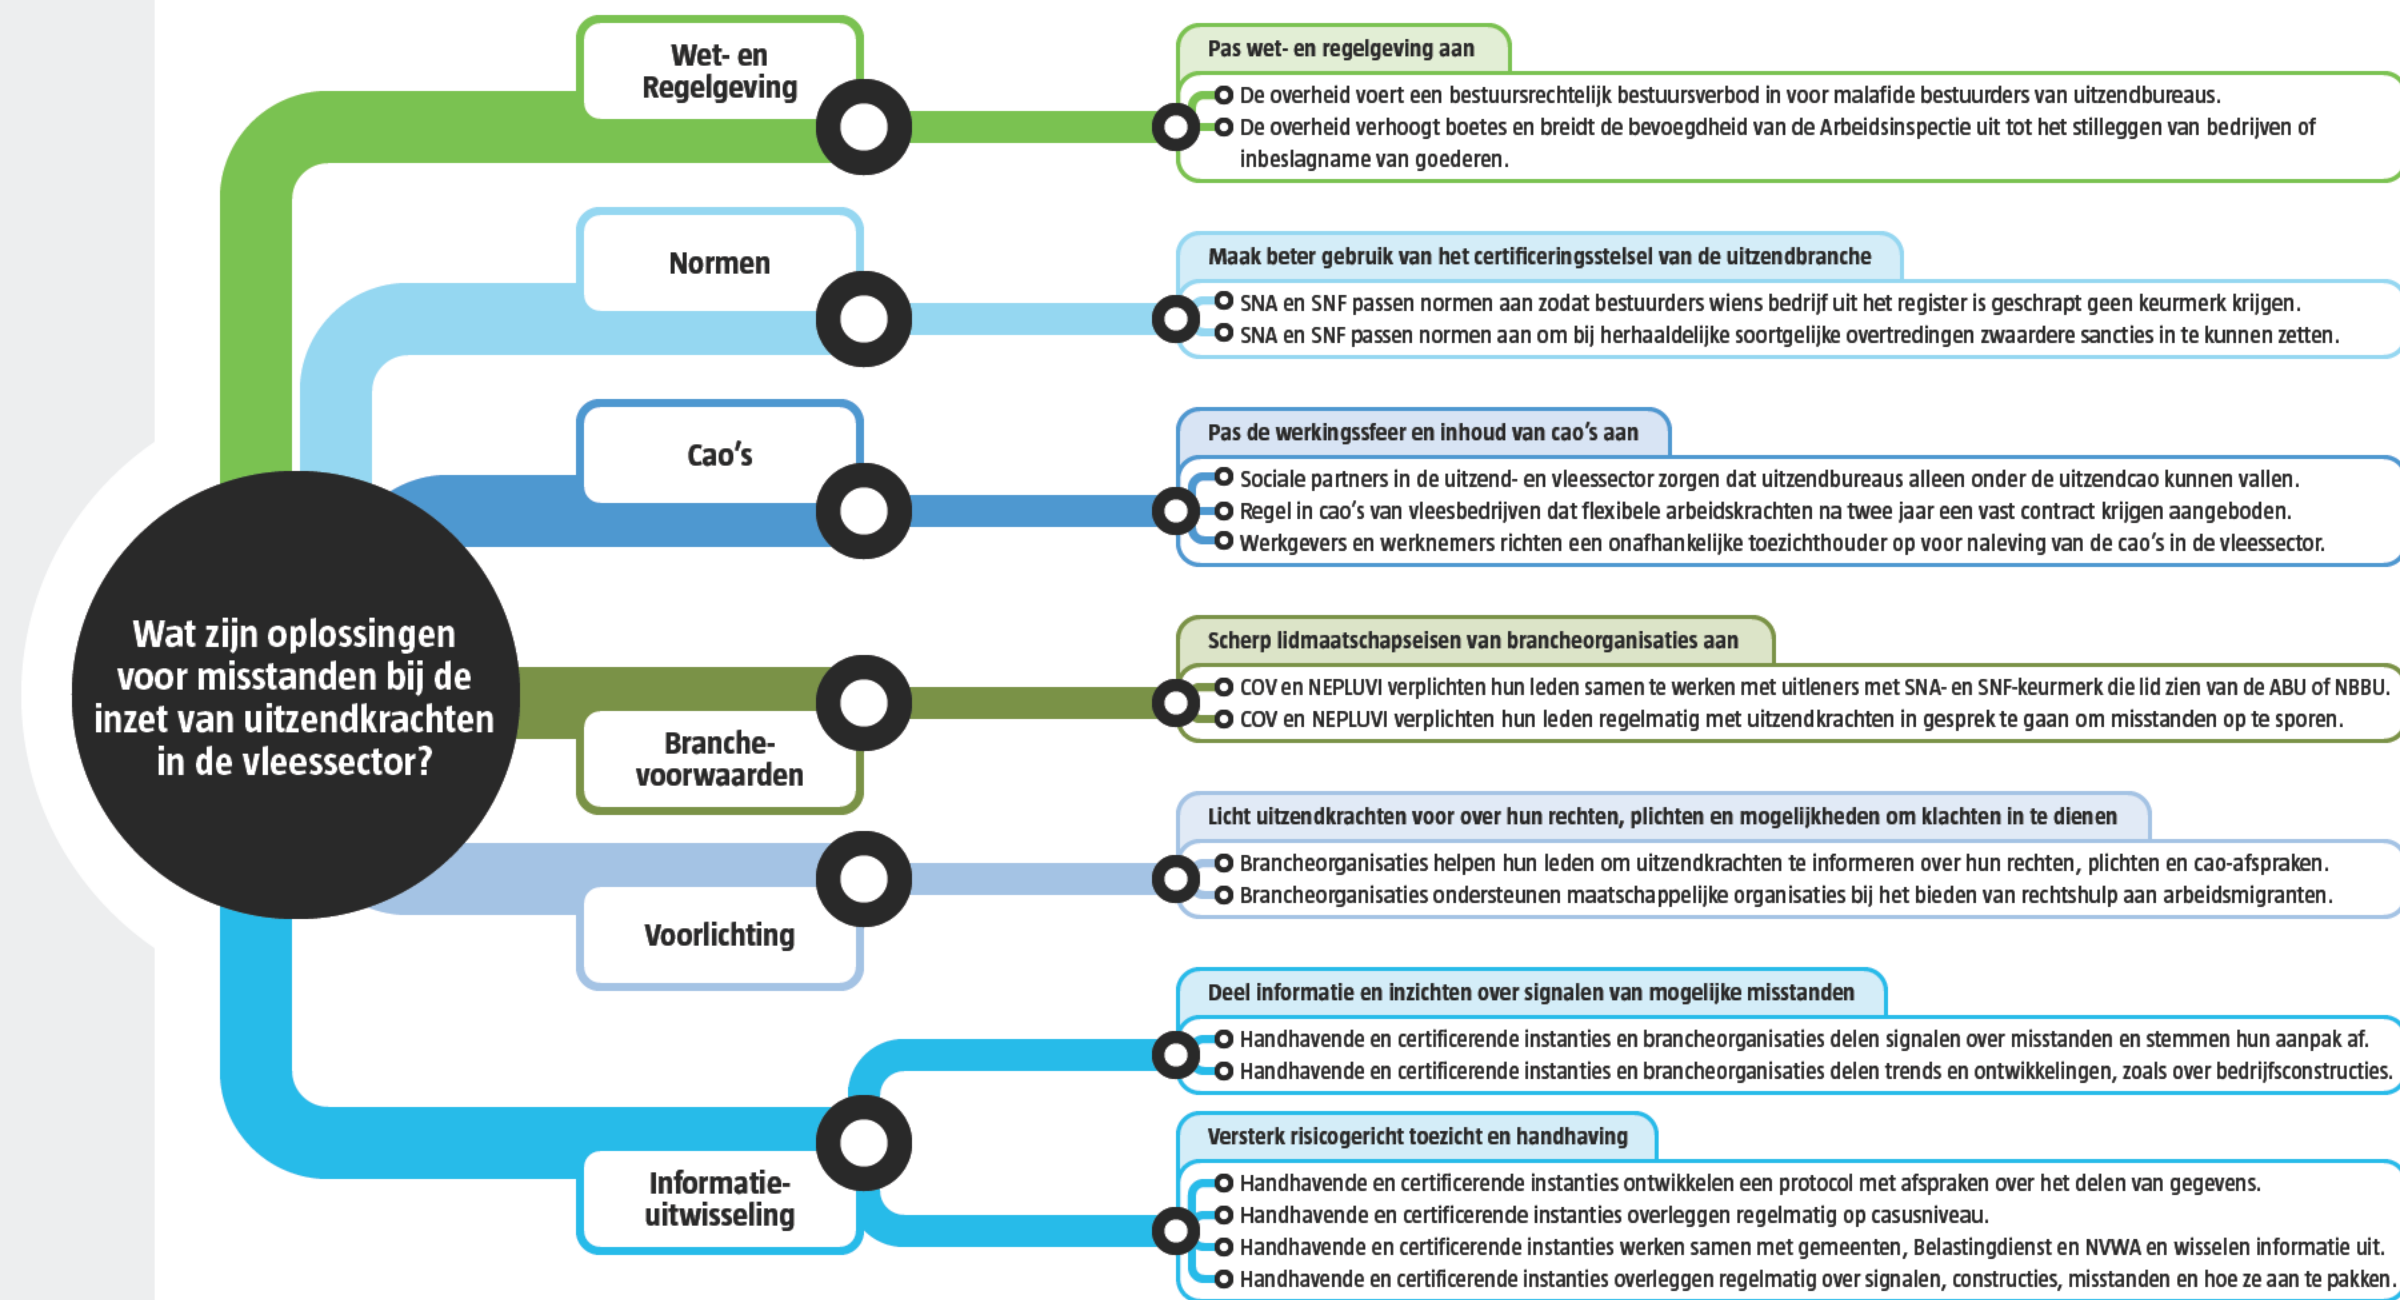 Wat zijn oplossingen
voor misstanden bij de
inzet van uitzendkrachten
in de vleessector?
Wet- en
Regelgeving
Pas wet- en regelgeving aan
De overheid voert een bestuursrechtelijk bestuursverbod in voor malafide bestuurders van uitzendbureaus.
De overheid verhoogt boetes en breidt de bevoegdheid van de Arbeidsinspectie uit tot het stilleggen van bedrijven of
inbeslagname van goederen.
Normen
Maak beter gebruik van het certificeringsstelsel van de uitzendbranche
SNA en SNF passen normen aan zodat bestuurders wiens bedrijf uit het register is geschrapt geen keurmerk krijgen.
SNA en SNF passen normen aan om bij herhaaldelijke soortgelijke overtredingen zwaardere sancties in te kunnen zetten.
Cao's
Pas de werkingssfeer en inhoud van cao's aan
Sociale partners in de uitzend- en vleessector zorgen dat uitzendbureaus alleen onder de uitzendcao kunnen vallen.
Regel in cao's van vleesbedrijven dat flexibele arbeidskrachten na twee jaar een vast contract krijgen aangeboden.
Werkgevers en werknemers richten een onafhankelijke toezichthouder op voor naleving van de cao's in de vleessector.
Branche-
voorwaarden
Scherp lidmaatschapseisen van brancheorganisaties aan
COV en NEPLUVI verplichten hun leden samen te werken met uitleners met SNA- en SNF-keurmerk die lid zien van de ABU of NBBU.
COV en NEPLUVI verplichten hun leden regelmatig met uitzendkrachten in gesprek te gaan om misstanden op te sporen.
Voorlichting
Licht uitzendkrachten voor over hun rechten, plichten en mogelijkheden om klachten in te dienen
Brancheorganisaties helpen hun leden om uitzendkrachten te informeren over hun rechten, plichten en cao-afspraken.
Brancheorganisaties ondersteunen maatschappelijke organisaties bij het bieden van rechtshulp aan arbeidsmigranten.
Informatie-
uitwisseling
Deel informatie en inzichten over signalen van mogelijke misstanden
Handhavende en certificerende instanties en brancheorganisaties delen signalen over misstanden en stemmen hun aanpak af.
Handhavende en certificerende instanties en brancheorganisaties delen trends en ontwikkelingen, zoals over bedrijfsconstructies.
Versterk risicogericht toezicht en handhaving
Handhavende en certificerende instanties ontwikkelen een protocol met afspraken over het delen van gegevens.
Handhavende en certificerende instanties overleggen regelmatig op casusniveau.
Handhavende en certificerende instanties werken samen met gemeenten, Belastingdienst en NVWA en wisselen informatie uit.
Handhavende en certificerende instanties overleggen regelmatig over signalen, constructies, misstanden en hoe ze aan te pakken.